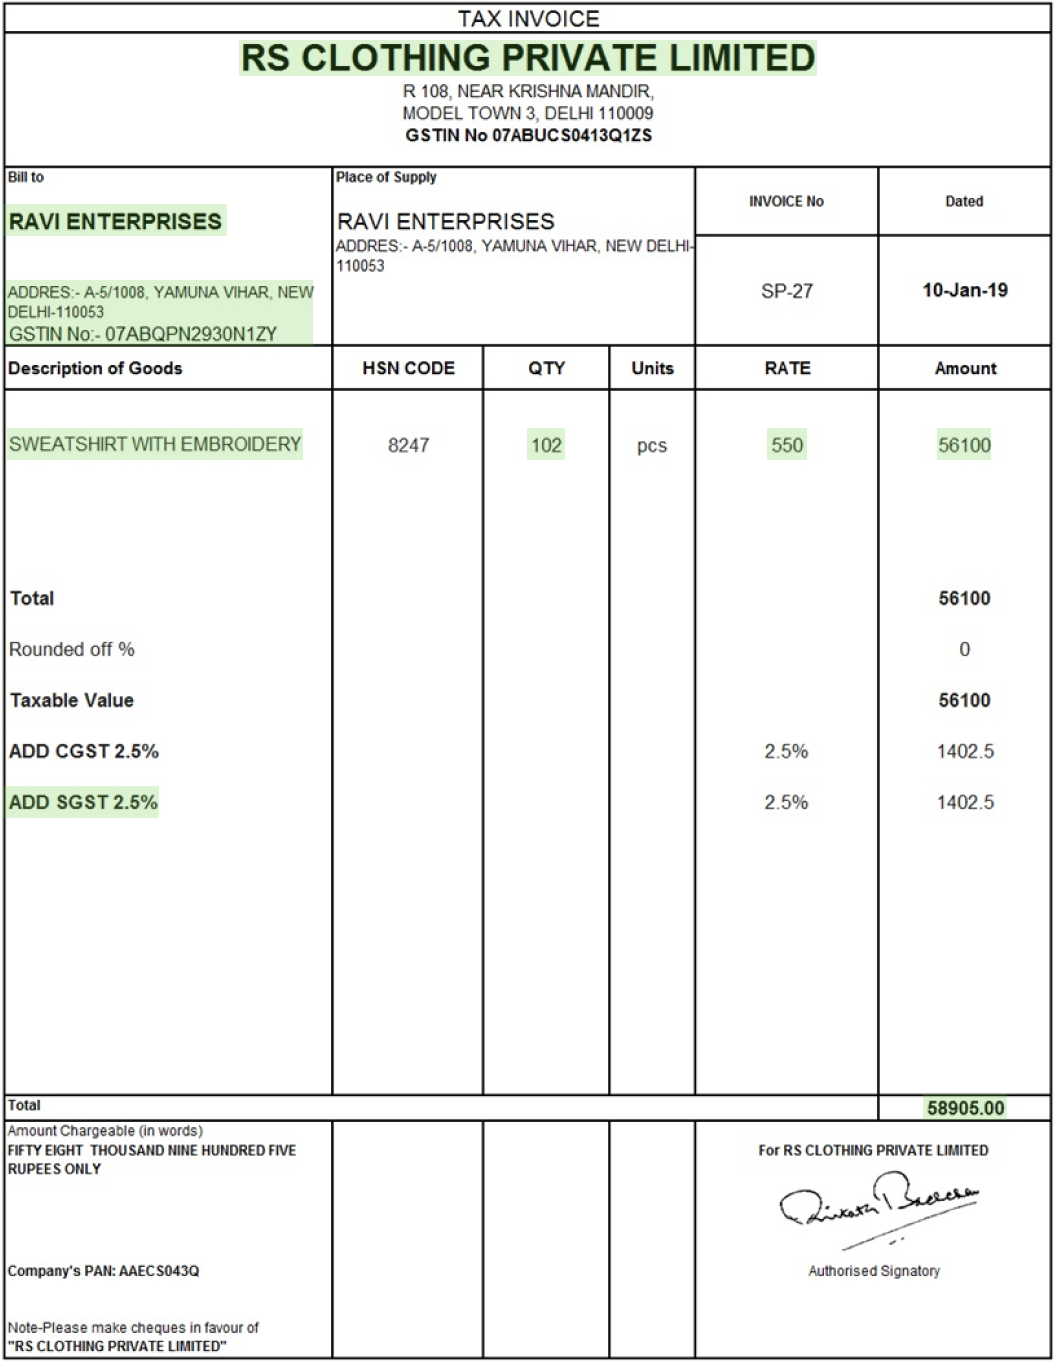 TAX INVOICE
RS CLOTHING PRIVATE LIMITED
R 108, NEAR KRISHNA MANDIR,
MODEL TOWN 3, DELHI 110009
GSTIN No 07ABUCS0413Q1ZS
Bill to
RAVI ENTERPRISES
ADDRES:- A-5/1008, YAMUNA VIHAR, NEW
DELHI-110053
GSTIN No:- 07ABQPN2930N1ZY
Place of Supply
RAVI ENTERPRISES
ADDRES:- A-5/1008, YAMUNA VIHAR, NEW DELHI-
110053
INVOICE No Dated
SP-27 10-Jan-19
Description of Goods HSN CODE QTY Units RATE Amount
SWEATSHIRT WITH EMBROIDERY 8247 102 pcs 550 56100
Total 56100
Rounded off % 0
Taxable Value 56100
ADD CGST 2.5% 2.5% 1402.5
ADD SGST 2.5% 2.5% 1402.5
Total 58905.00
Amount Chargeable (in words)
FIFTY EIGHT THOUSAND NINE HUNDRED FIVE
RUPEES ONLY
For RS CLOTHING PRIVATE LIMITED
Company's PAN: AAECS043Q
Authorised Signatory
Note-Please make cheques in favour of
"RS CLOTHING PRIVATE LIMITED"